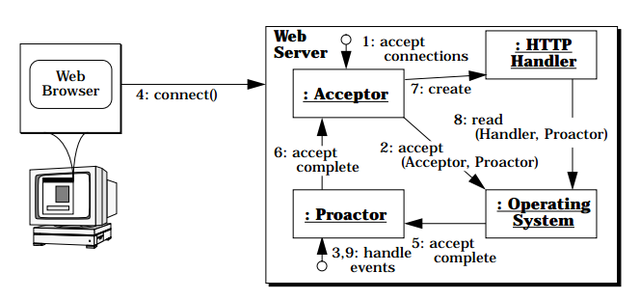 Web
Browser
4: connect()
Web
Server
1: accept
connections
: HTTP
Handler
: Acceptor
7: create
8: read
(Handler, Proactor)
2: accept
(Acceptor, Proactor)
6: accept
complete
: Proactor
: Operating
System
3,9: handle
events
5: accept
complete